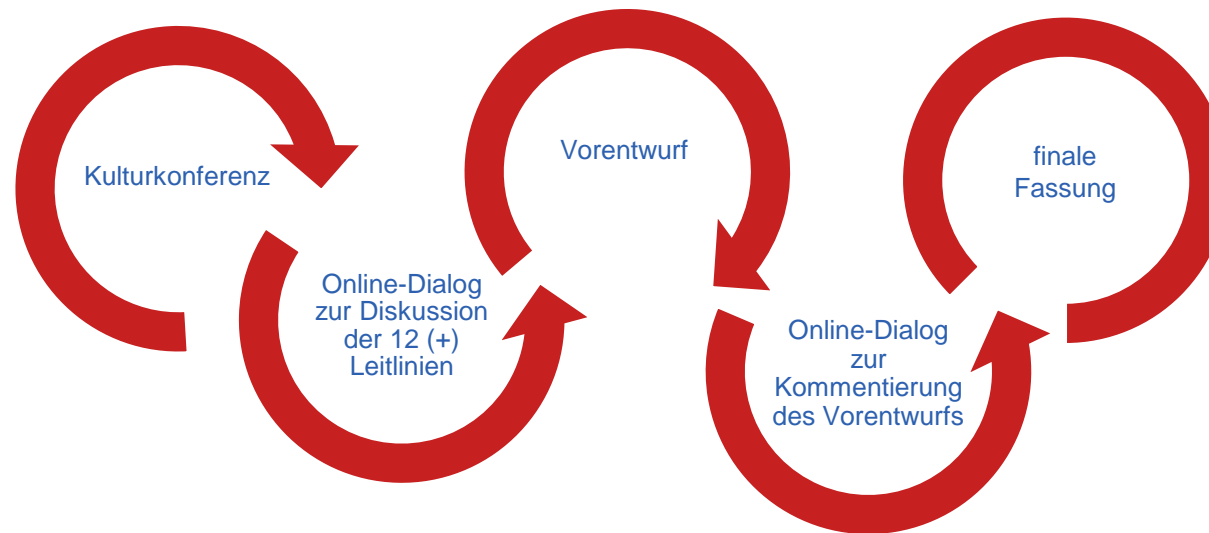 Kulturkonferenz
Online-Dialog
zur Diskussion
der 12 (+)
Leitlinien
Vorentwurf
Online-Dialog
zur
Kommentierung
des Vorentwurfs
finale
Fassung